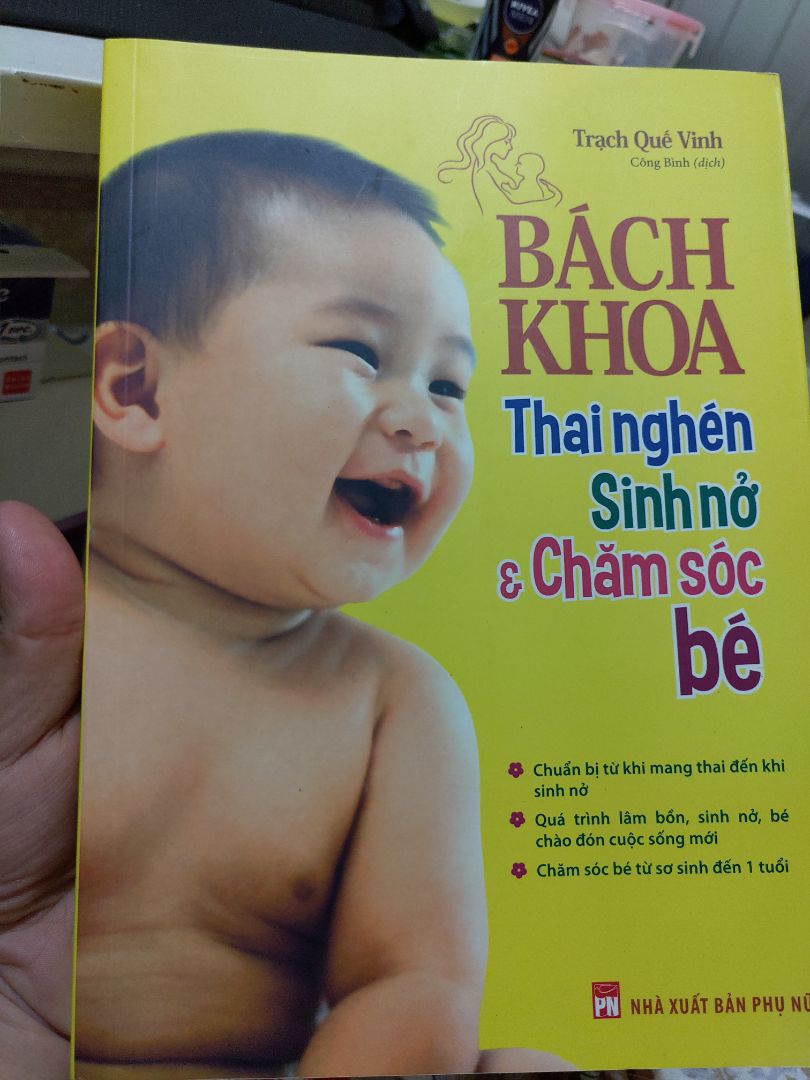 NIVEA
Trạch Quế Vinh
Công Bình (dịch)
BÁCH
KHOA
Thai nghén
Sinh nở
& Chăm sóc
bé
Chuẩn bị từ khi mang thai đến khi
sinh nở
Quá trình lâm bồn, sinh nở, bé
chào đón cuộc sống mới
Chăm sóc bé từ sơ sinh đến 1 tuổi
PN NHÀ XUẤT BẢN PHỤ NỮ